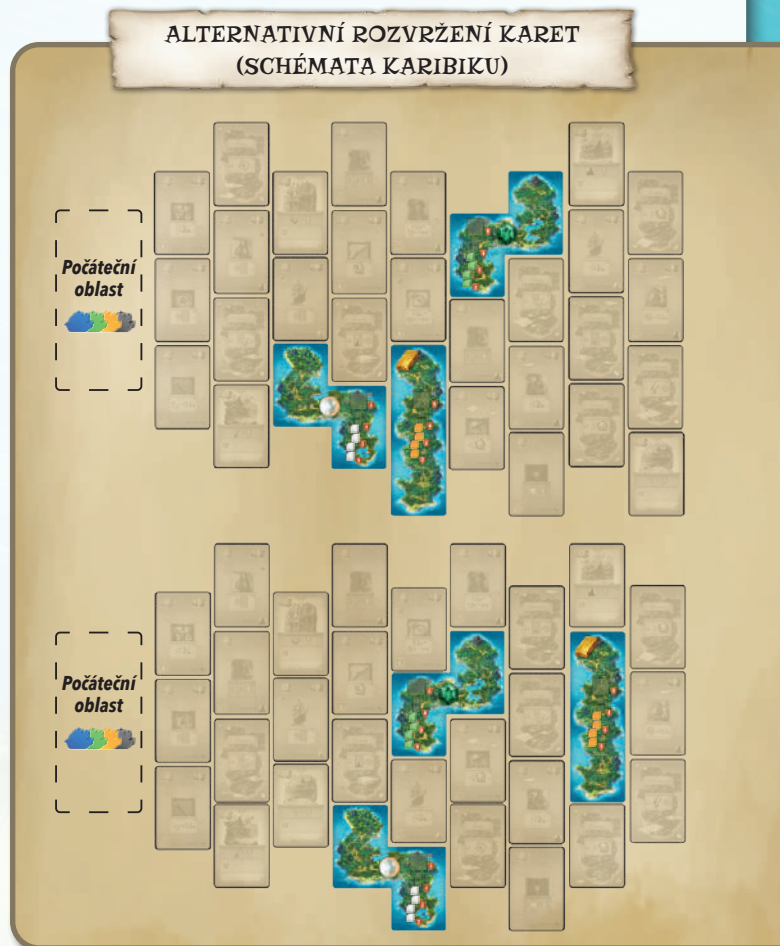 ALTERNATIVNÍ ROZVRŽENÍ KARET
(SCHÉMATA KARIBIKU)
Počáteční
oblast
Počáteční
oblast